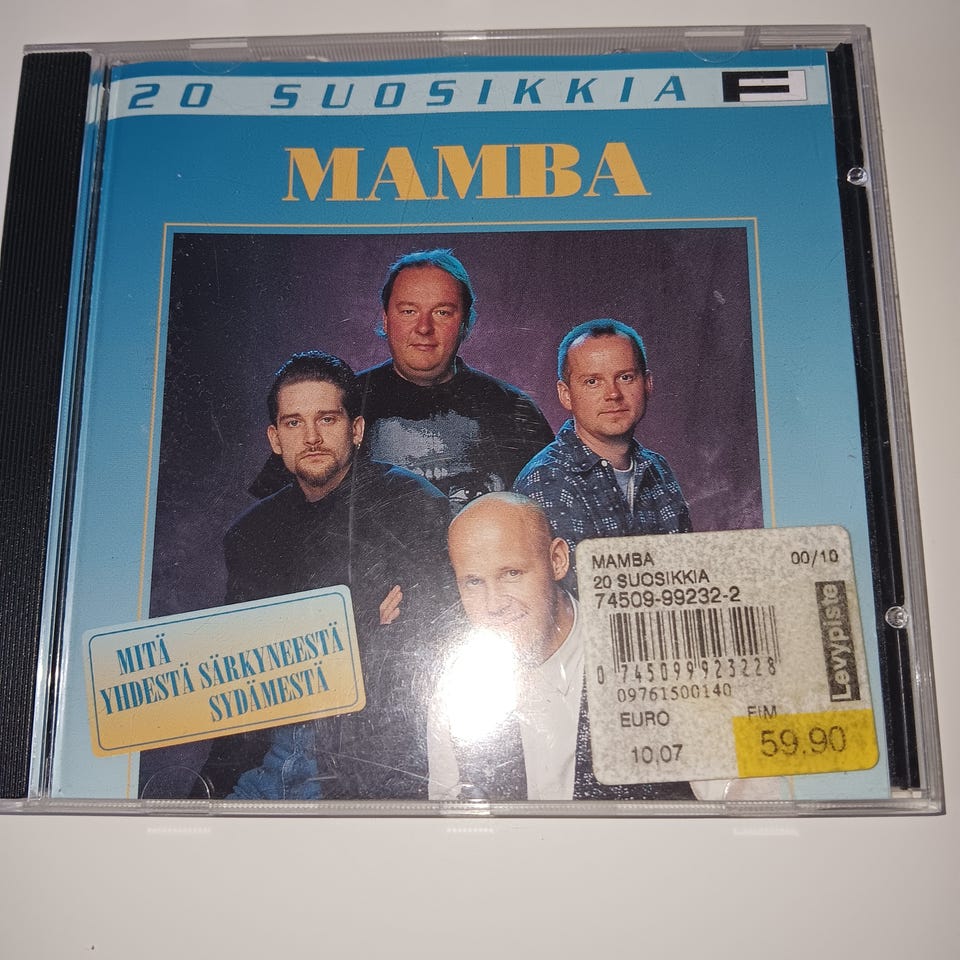 20 SUOSIKKIA F
MAMBA
MITÄ
YHDESTÄ SÄRKYNEESTÄ
SYDÄMESTÄ
MAMBA 00/10
20 SUOSIKKIA
74509-99232-2
0 745099 923228
09761500140
EURO FIM
10.07 59.90
Levypiste